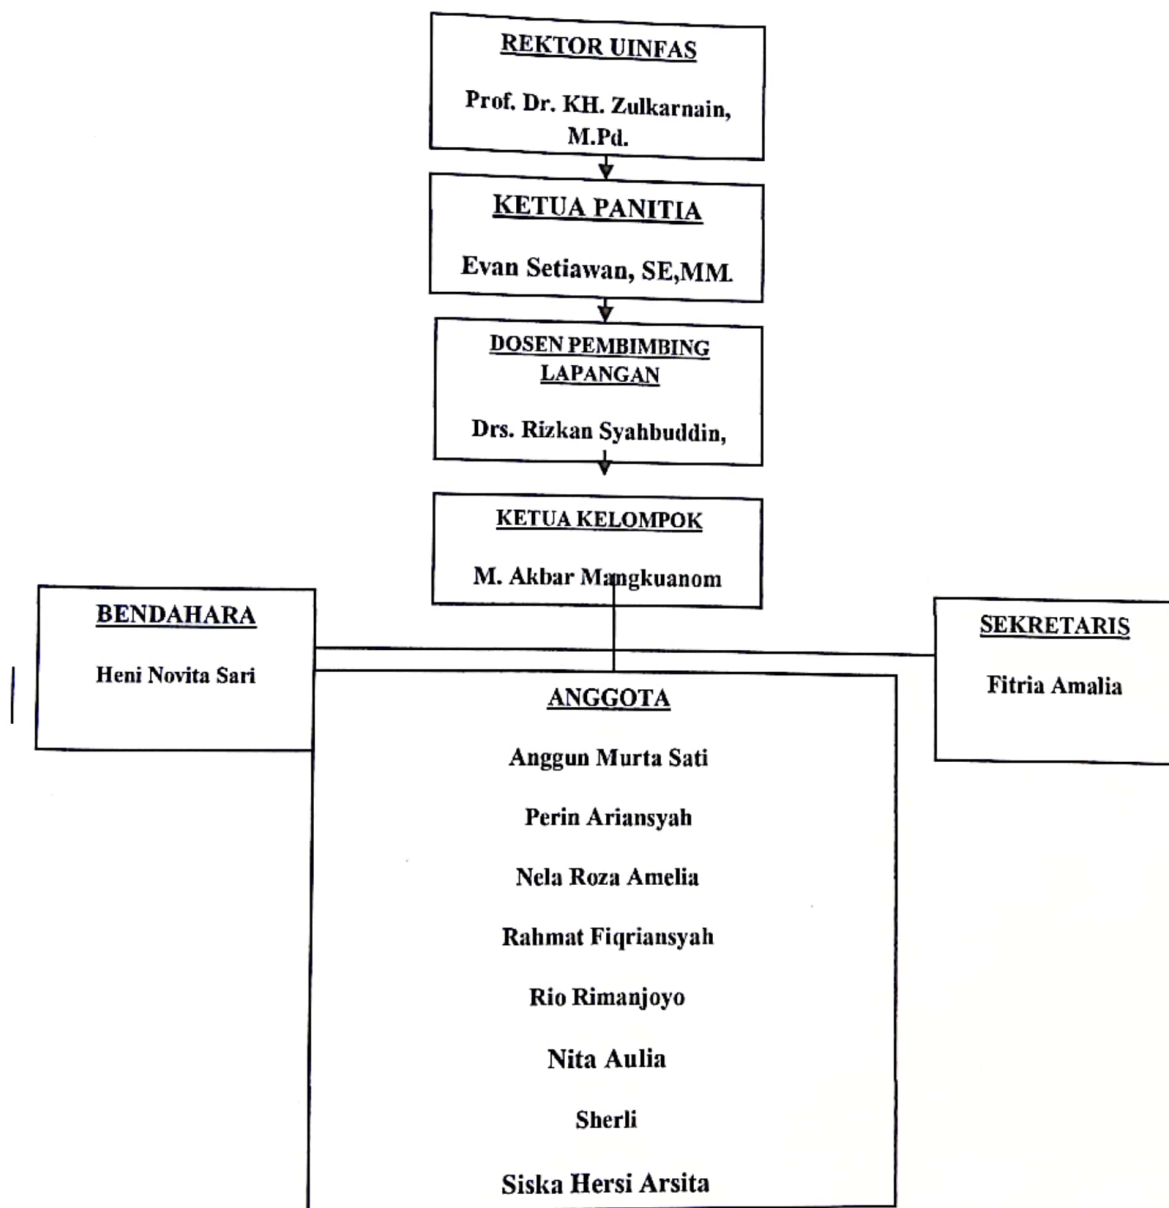 REKTOR UINFAS
Prof. Dr. KH. Zulkarnain,
M.Pd.
KETUA PANITIA
Evan Setiawan, SE,MM.
DOSEN PEMBIMBING
LAPANGAN
Drs. Rizkan Syahbuddin,
KETUA KELOMPOK
M. Akbar Mangkuanom
BENDAHARA
Heni Novita Sari
SEKRETARIS
Fitria Amalia
ANGGOTA
Anggun Murta Sati
Perin Ariansyah
Nela Roza Amelia
Rahmat Fiqriansyah
Rio Rimanjoyo
Nita Aulia
Sherli
Siska Hersi Arsita